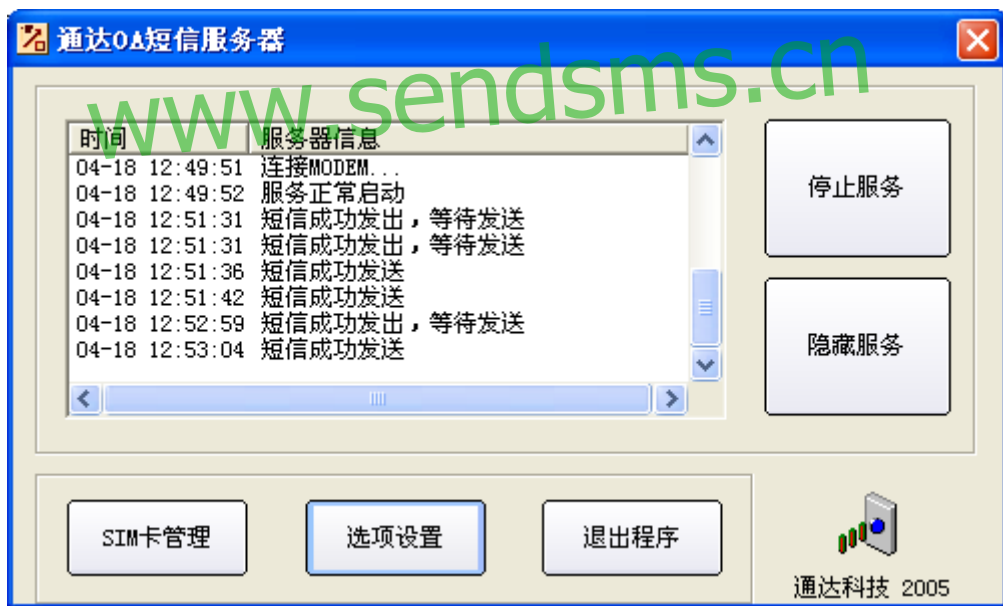 通达OA短信服务器
www.sendsms.cn
时间 服务器信息
04-18 12:49:51 连接MODEM...
04-18 12:49:52 服务正常启动
04-18 12:51:31 短信成功发出,等待发送
04-18 12:51:31 短信成功发出,等待发送
04-18 12:51:36 短信成功发送
04-18 12:51:42 短信成功发送
04-18 12:52:59 短信成功发出,等待发送
04-18 12:53:04 短信成功发送
停止服务
隐藏服务
SIM卡管理
选项设置
退出程序
通达科技 2005